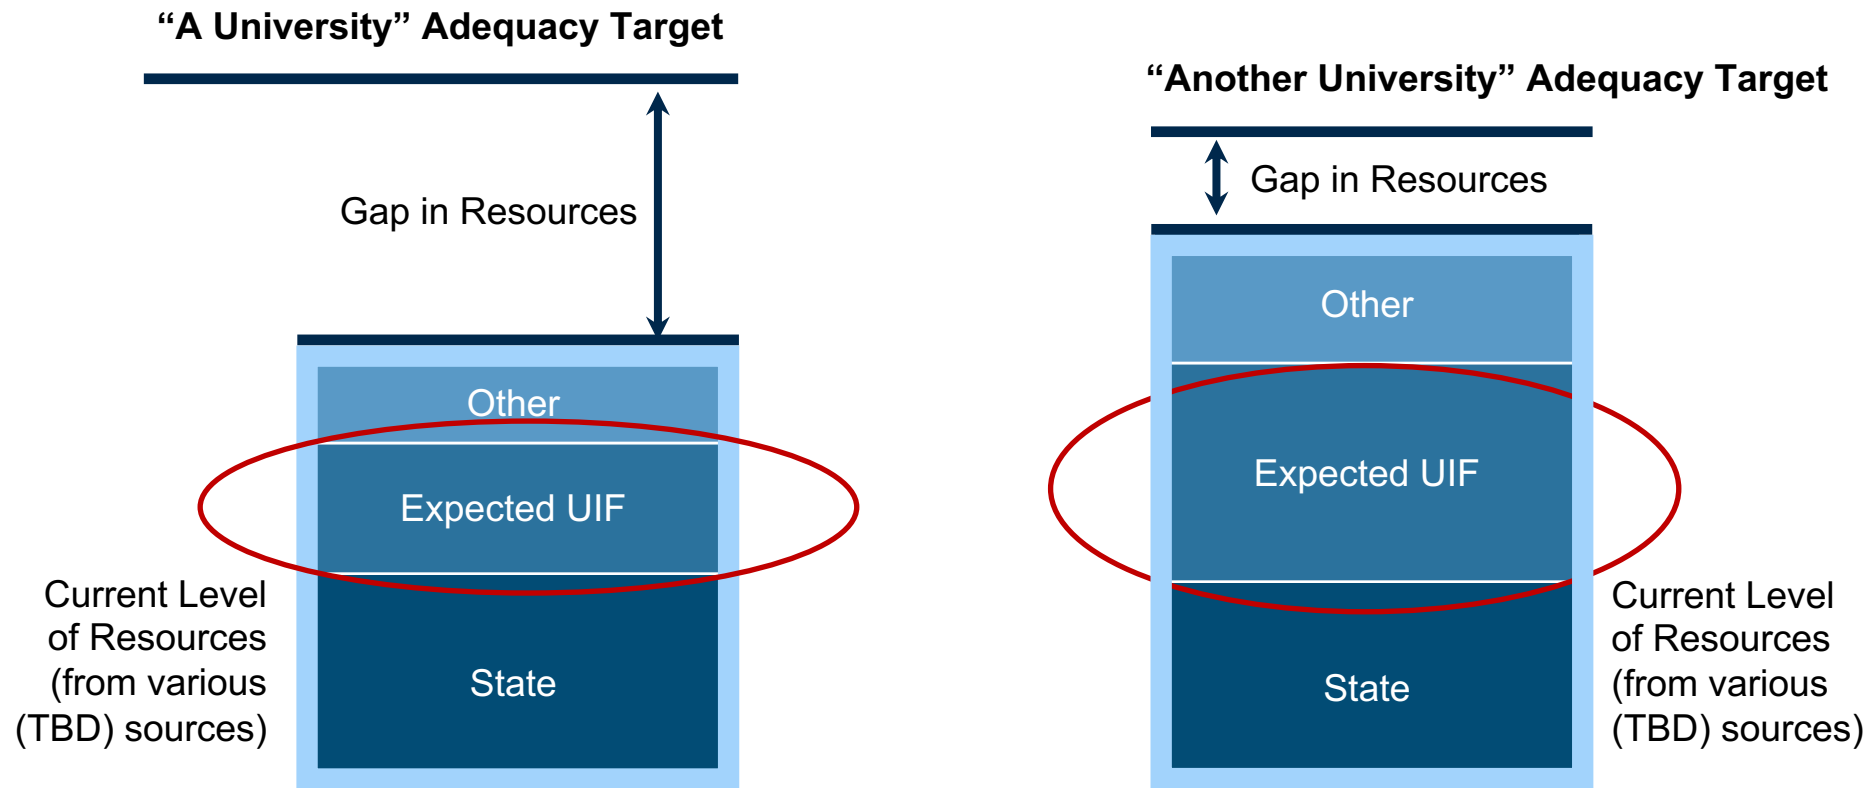 “A University” Adequacy Target
Gap in Resources
Other
Expected UIF
State
Current Level
of Resources
(from various
(TBD) sources)
“Another University” Adequacy Target
Gap in Resources
Other
Expected UIF
State
Current Level
of Resources
(from various
(TBD) sources)